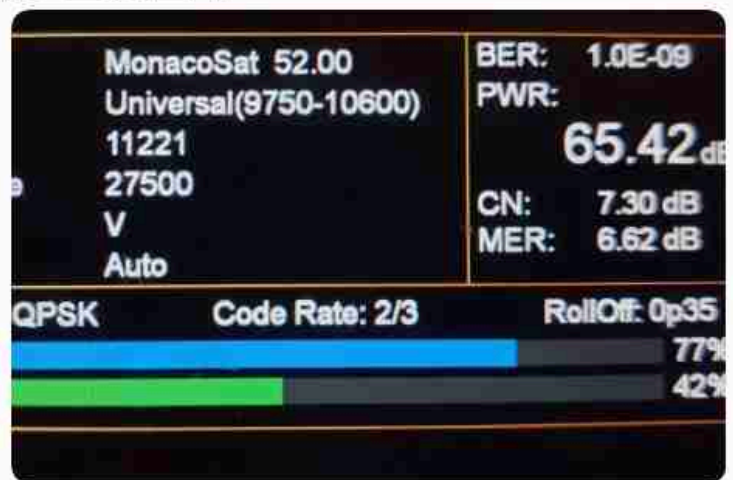 MonacoSat 52.00
Universal(9750-10600)
11221
27500
V
Auto
BER: 1.0E-09
PWR:
65.42
CN: 7.30 dB
MER: 6.62 dB
QPSK Code Rate: 2/3 RollOff: 0p35
77%
42%